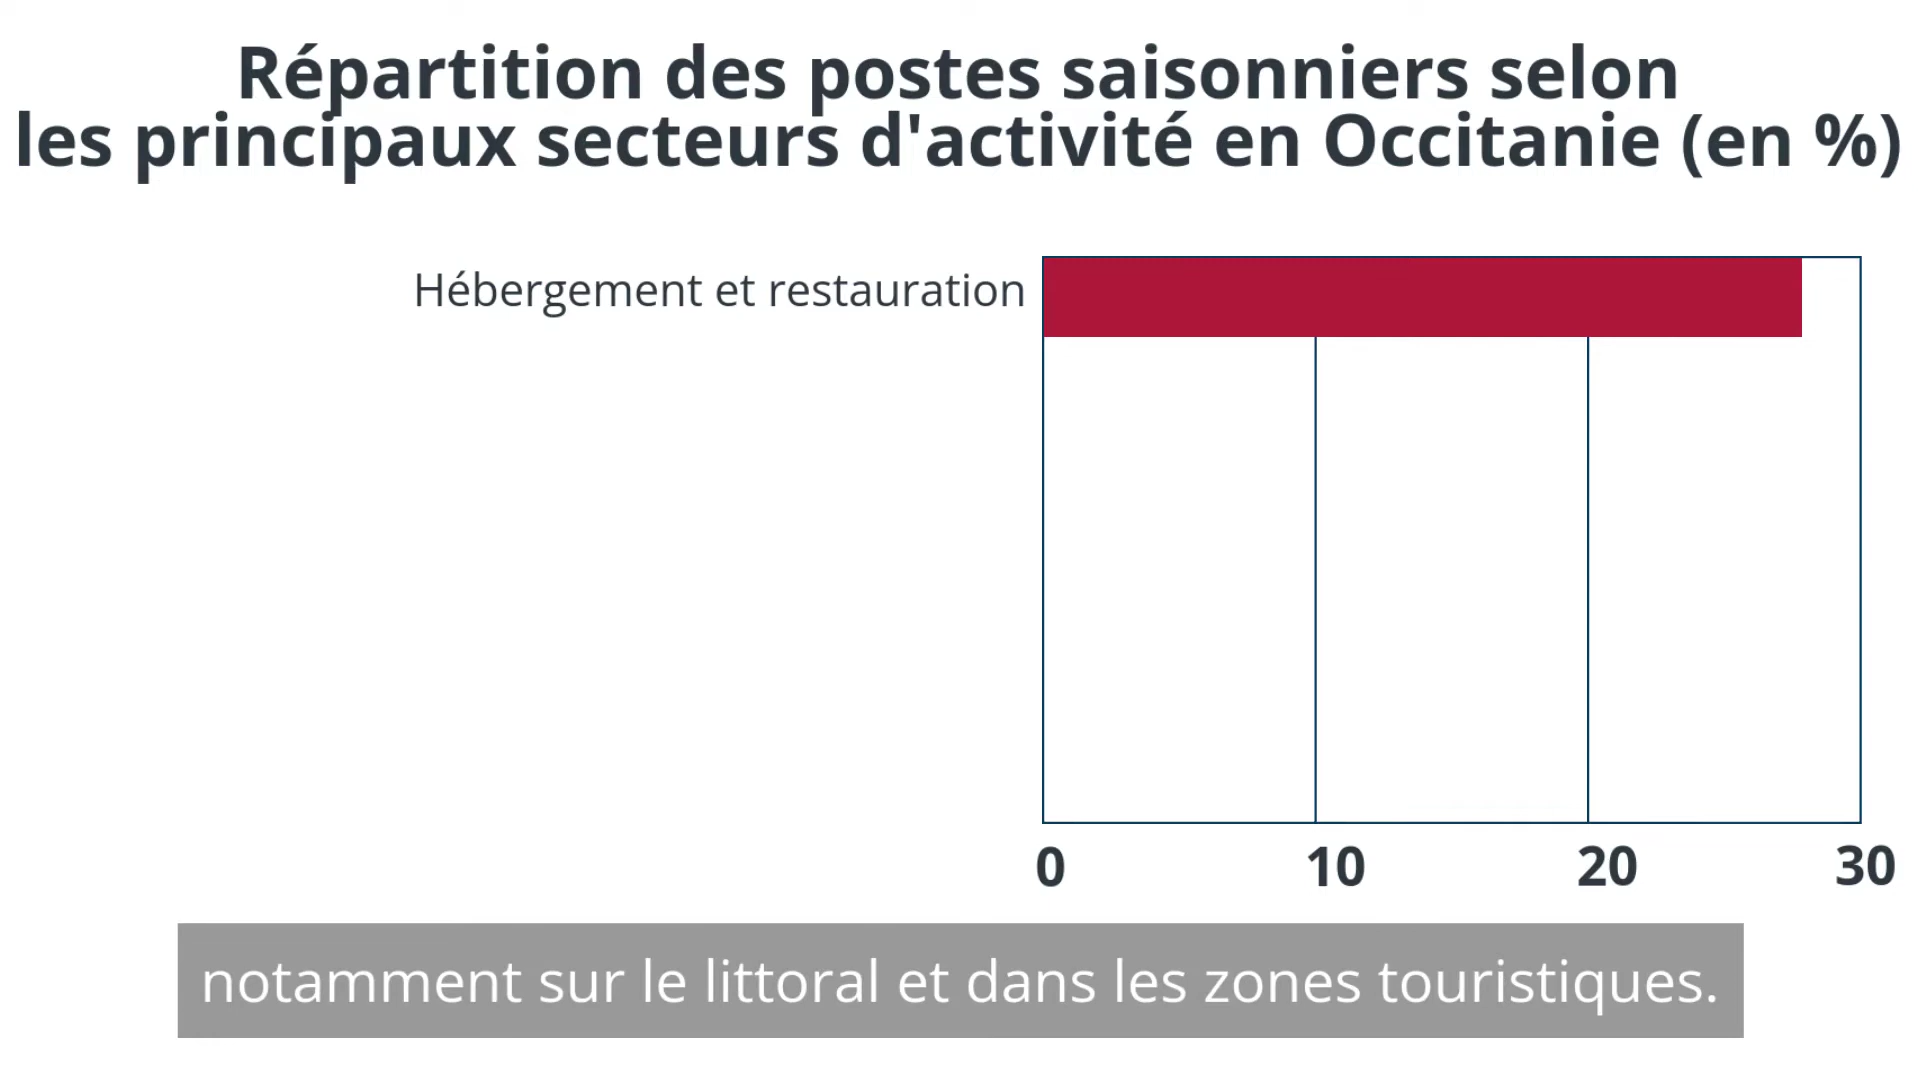 Répartition des postes saisonniers selon
les principaux secteurs d'activité en Occitanie (en %)
Hébergement et restauration
0 10 20 30
notamment sur le littoral et dans les zones touristiques.